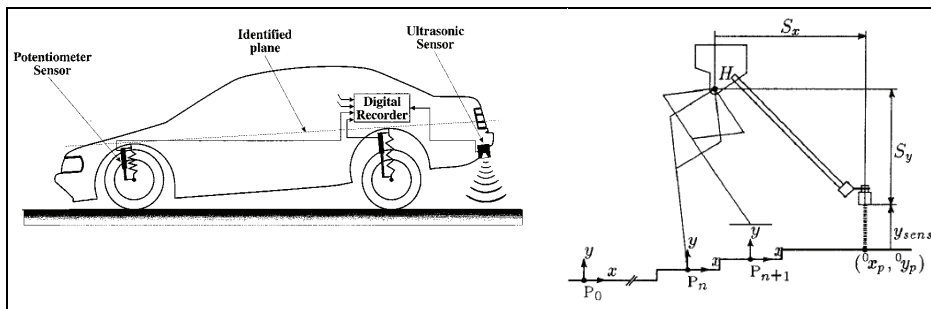 Potentiometer
Sensor
Identified
plane
Ultrasonic
Sensor
Digital
Recorder
S_x
H
S_y
y_sens
y
y
y
x
x
x
P_0
P_n
P_{n+1}
(^0x_p, ^0y_p)